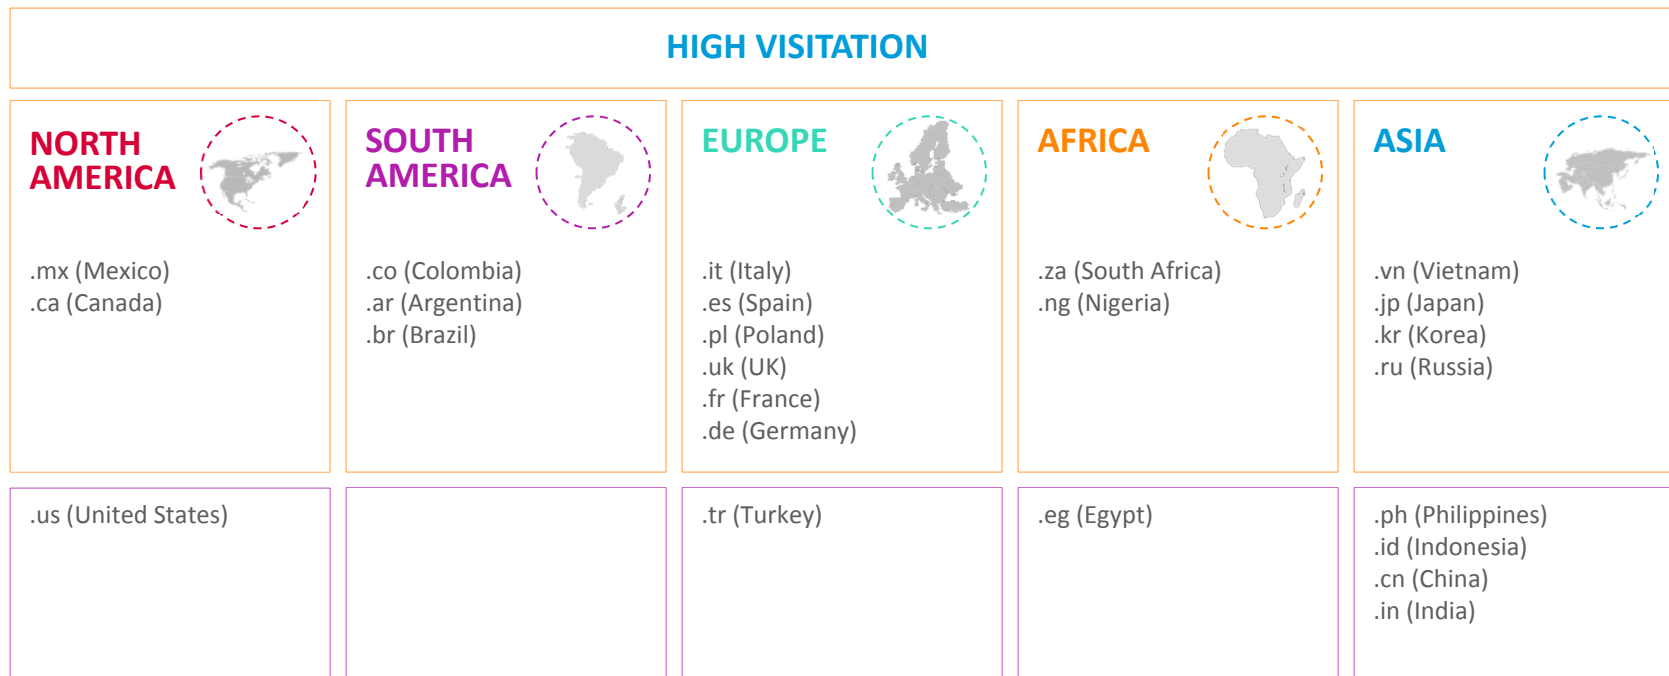 HIGH VISITATION
NORTH
AMERICA
.mx (Mexico)
.ca (Canada)
SOUTH
AMERICA
.co (Colombia)
.ar (Argentina)
.br (Brazil)
EUROPE
.it (Italy)
.es (Spain)
.pl (Poland)
.uk (UK)
.fr (France)
.de (Germany)
AFRICA
.za (South Africa)
.ng (Nigeria)
ASIA
.vn (Vietnam)
.jp (Japan)
.kr (Korea)
.ru (Russia)
.us (United States)
.tr (Turkey)
.eg (Egypt)
.ph (Philippines)
.id (Indonesia)
.cn (China)
.in (India)